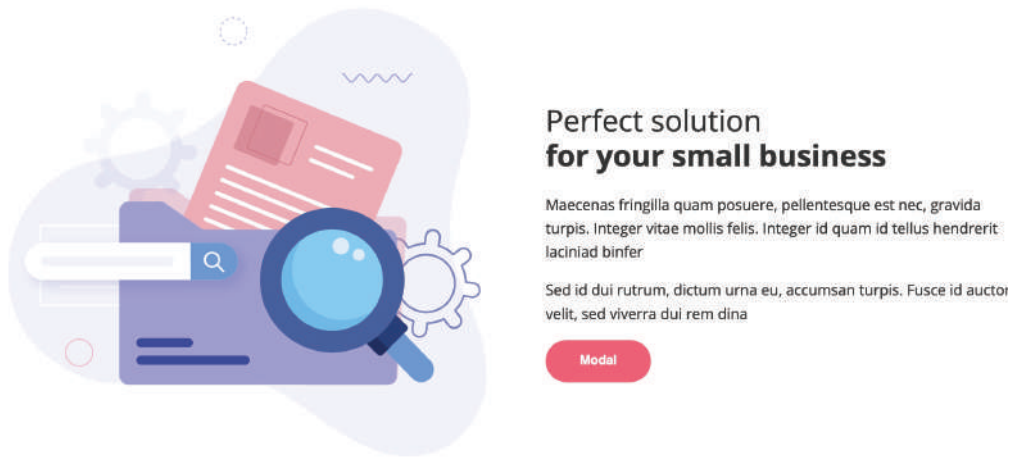 Perfect solution
for your small business
Maecenas fringilla quam posuere, pellentesque est nec, gravida
turpis. Integer vitae mollis felis. Integer id quam id tellus hendrerit
laciniad binfer
Sed id dui rutrum, dictum urna eu, accumsan turpis. Fusce id auctor
velit, sed viverra dui rem dina
Modal